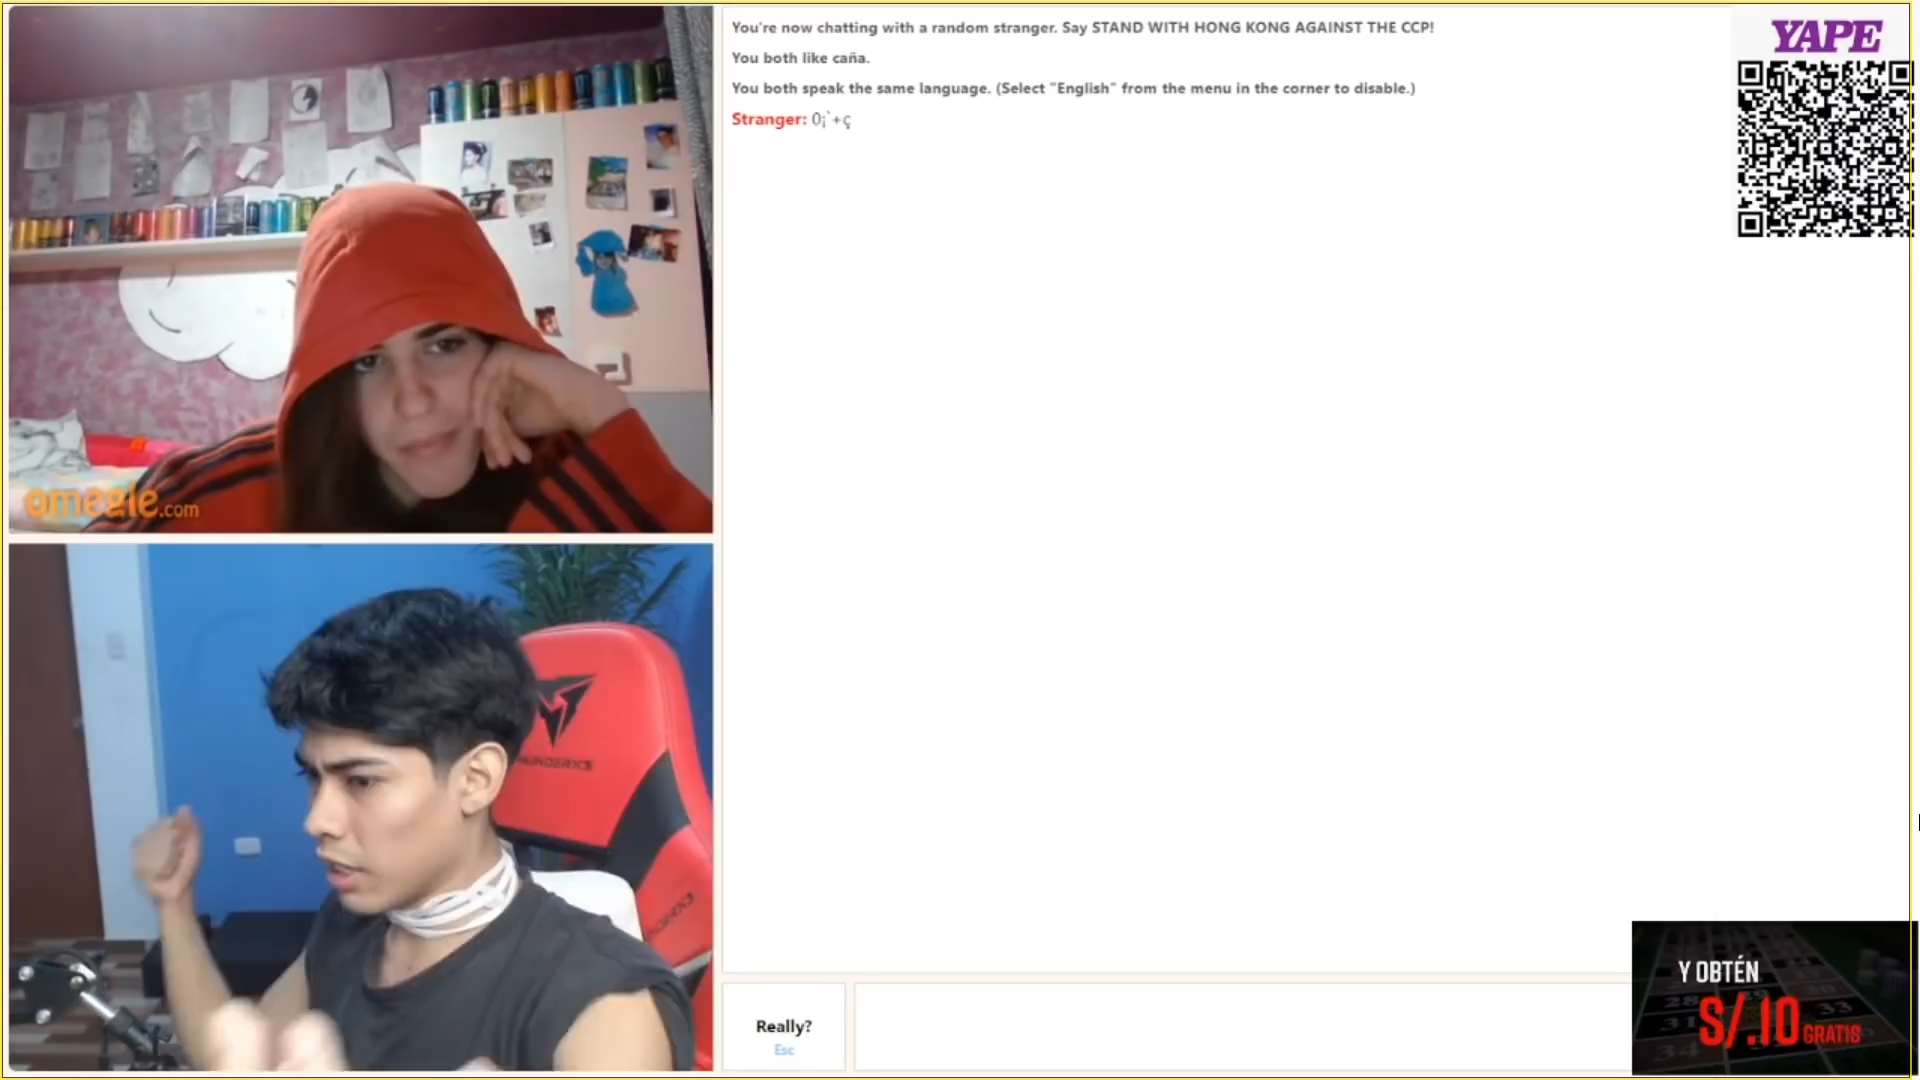 You're now chatting with a random stranger. Say STAND WITH HONG KONG AGAINST THE CCP!
You both like caña.
You both speak the same language. (Select "English" from the menu in the corner to disable.)
Stranger: 0¡`+ç
YAPE
omegle.com
THUNDERX3
Really?
Esc
Y OBTÉN
S/.10 GRATIS